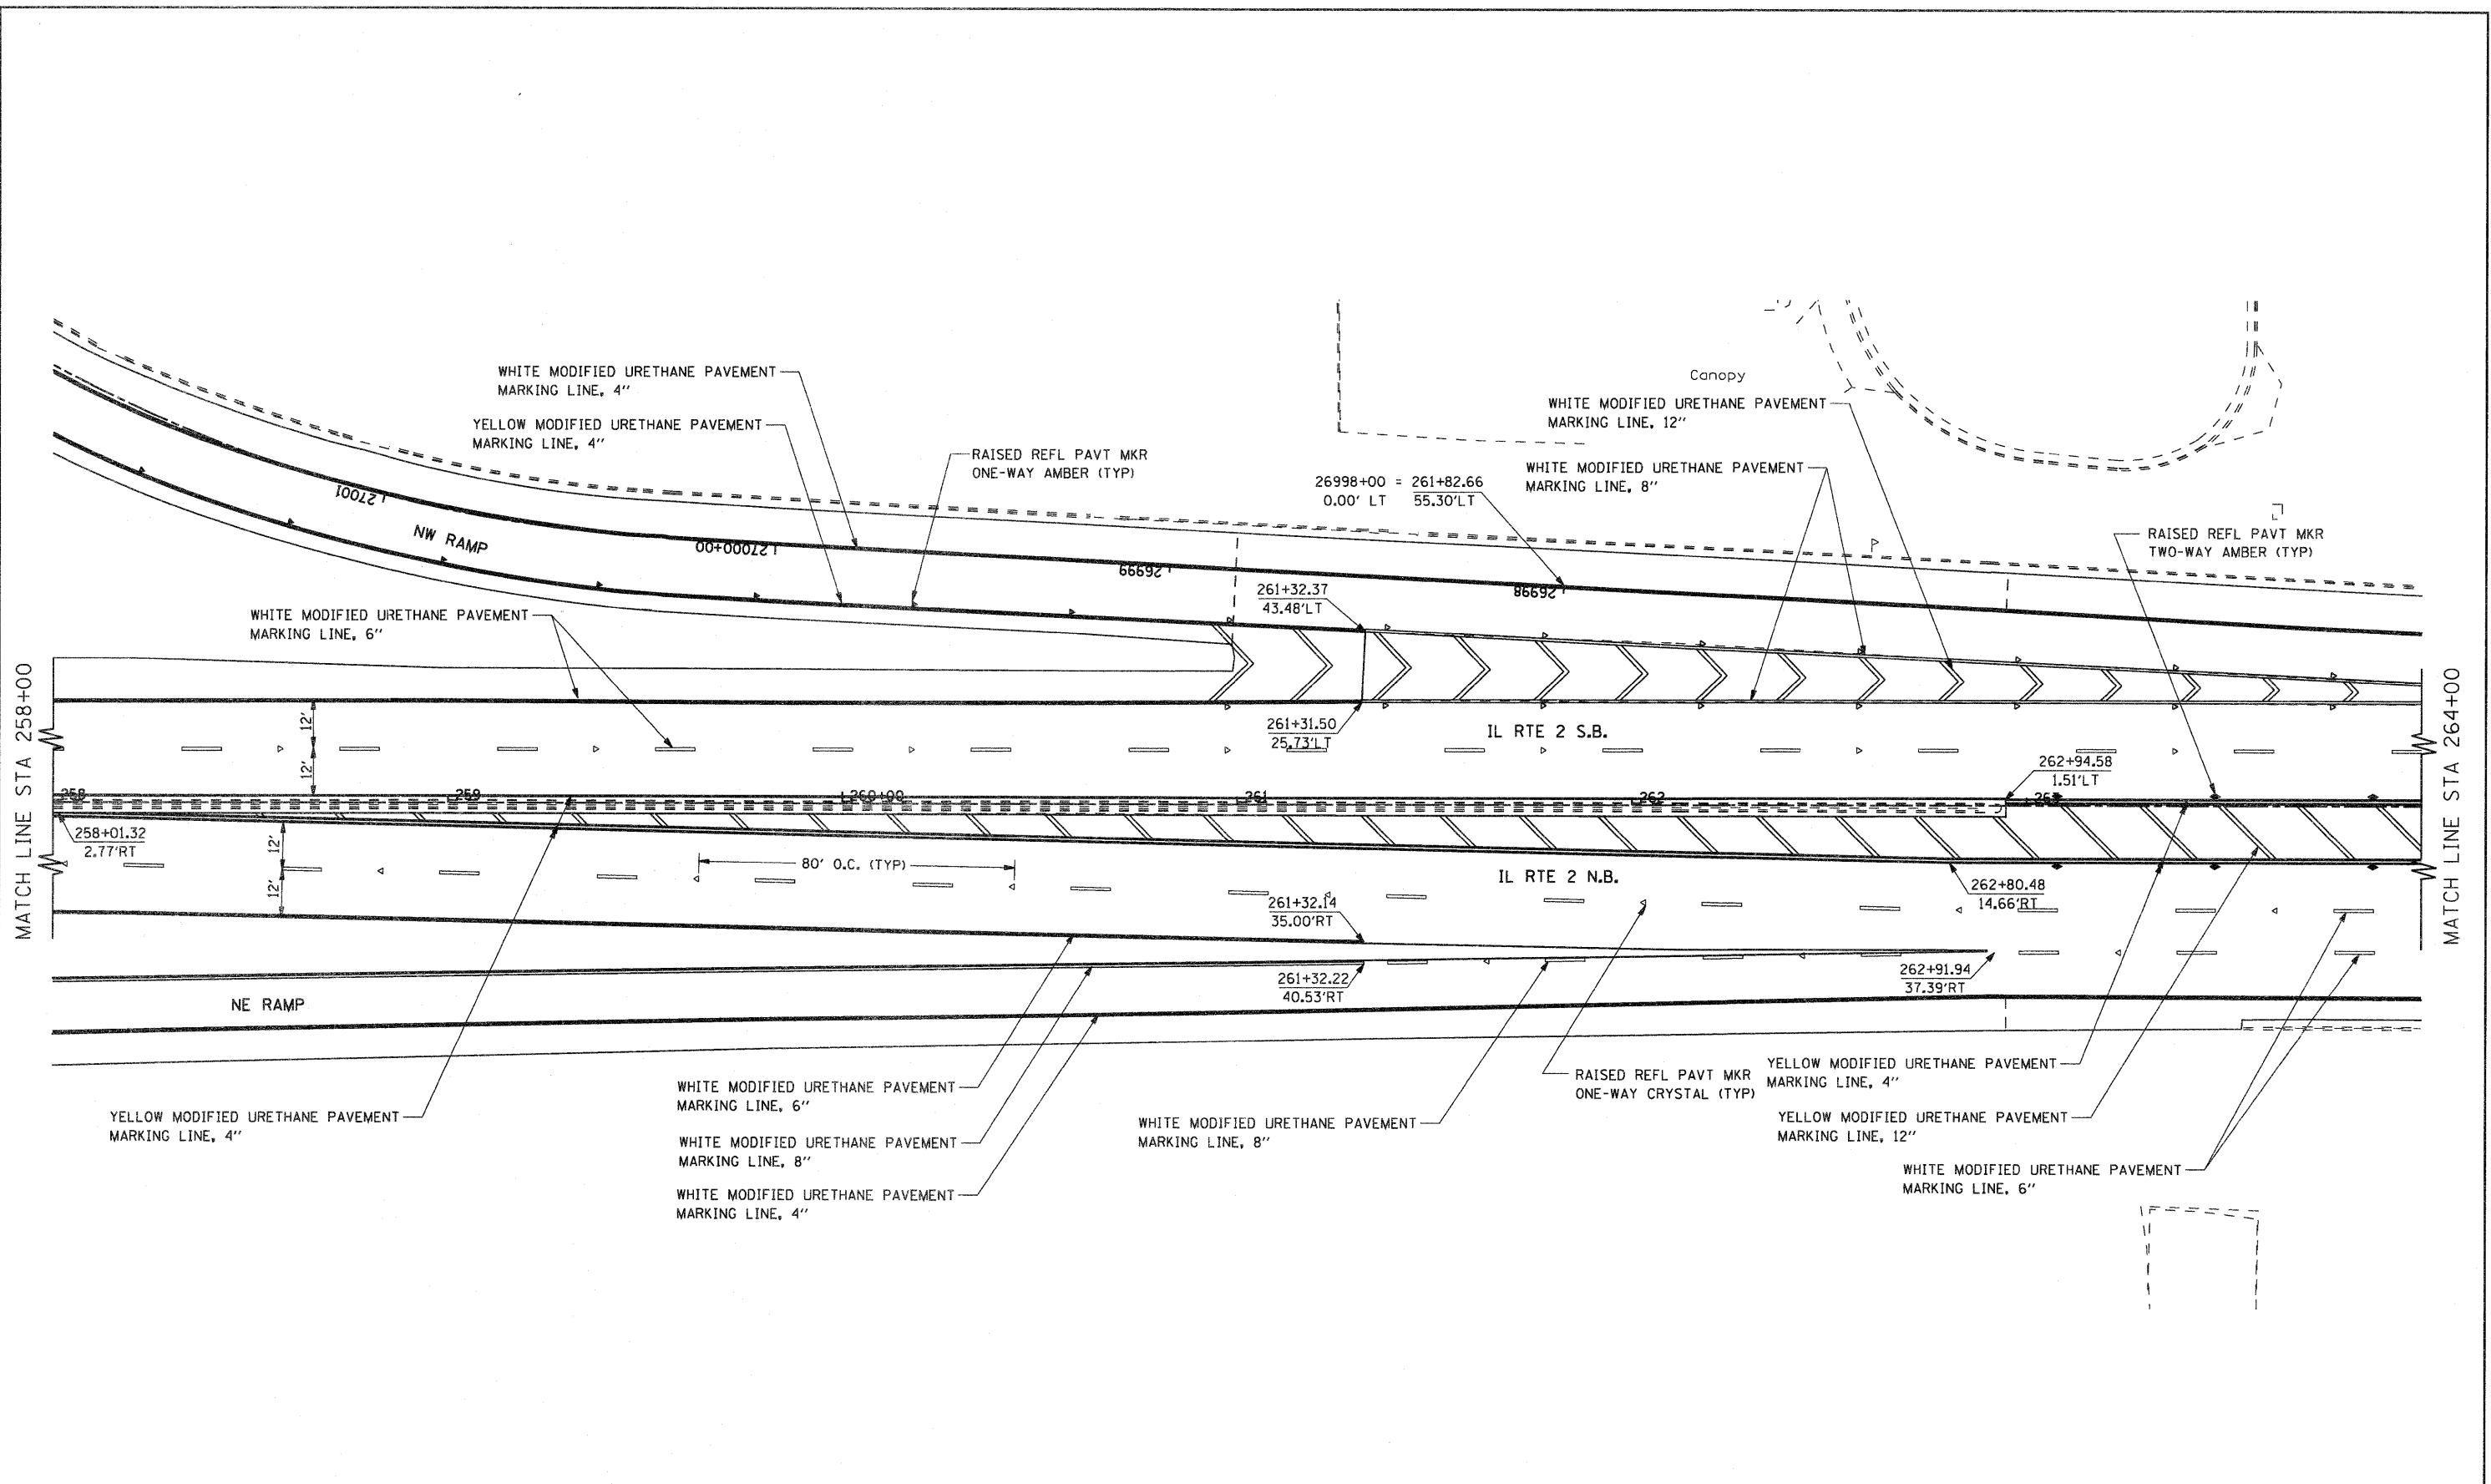 Canopy
WHITE MODIFIED URETHANE PAVEMENT
MARKING LINE, 4"
YELLOW MODIFIED URETHANE PAVEMENT
MARKING LINE, 4"
RAISED REFL PAVT MKR
ONE-WAY AMBER (TYP)
WHITE MODIFIED URETHANE PAVEMENT
MARKING LINE, 12"
WHITE MODIFIED URETHANE PAVEMENT
MARKING LINE, 8"
26998+00 = 261+82.66
0.00' LT 55.30'LT
RAISED REFL PAVT MKR
TWO-WAY AMBER (TYP)
27001
NW RAMP
27000+00
26999
26998
P
WHITE MODIFIED URETHANE PAVEMENT
MARKING LINE, 6"
261+32.37
43.48'LT
MATCH LINE STA 258+00
12'
12'
261+31.50
25.73'LT
IL RTE 2 S.B.
262+94.58
1.51'LT
MATCH LINE STA 264+00
258
259
260+00
261
262
263
258+01.32
2.77'RT
12'
12'
80' O.C. (TYP)
IL RTE 2 N.B.
262+80.48
14.66'RT
261+32.14
35.00'RT
261+32.22
40.53'RT
262+91.94
37.39'RT
NE RAMP
YELLOW MODIFIED URETHANE PAVEMENT
MARKING LINE, 4"
WHITE MODIFIED URETHANE PAVEMENT
MARKING LINE, 6"
WHITE MODIFIED URETHANE PAVEMENT
MARKING LINE, 8"
WHITE MODIFIED URETHANE PAVEMENT
MARKING LINE, 4"
WHITE MODIFIED URETHANE PAVEMENT
MARKING LINE, 8"
RAISED REFL PAVT MKR
ONE-WAY CRYSTAL (TYP)
YELLOW MODIFIED URETHANE PAVEMENT
MARKING LINE, 4"
YELLOW MODIFIED URETHANE PAVEMENT
MARKING LINE, 12"
WHITE MODIFIED URETHANE PAVEMENT
MARKING LINE, 6"